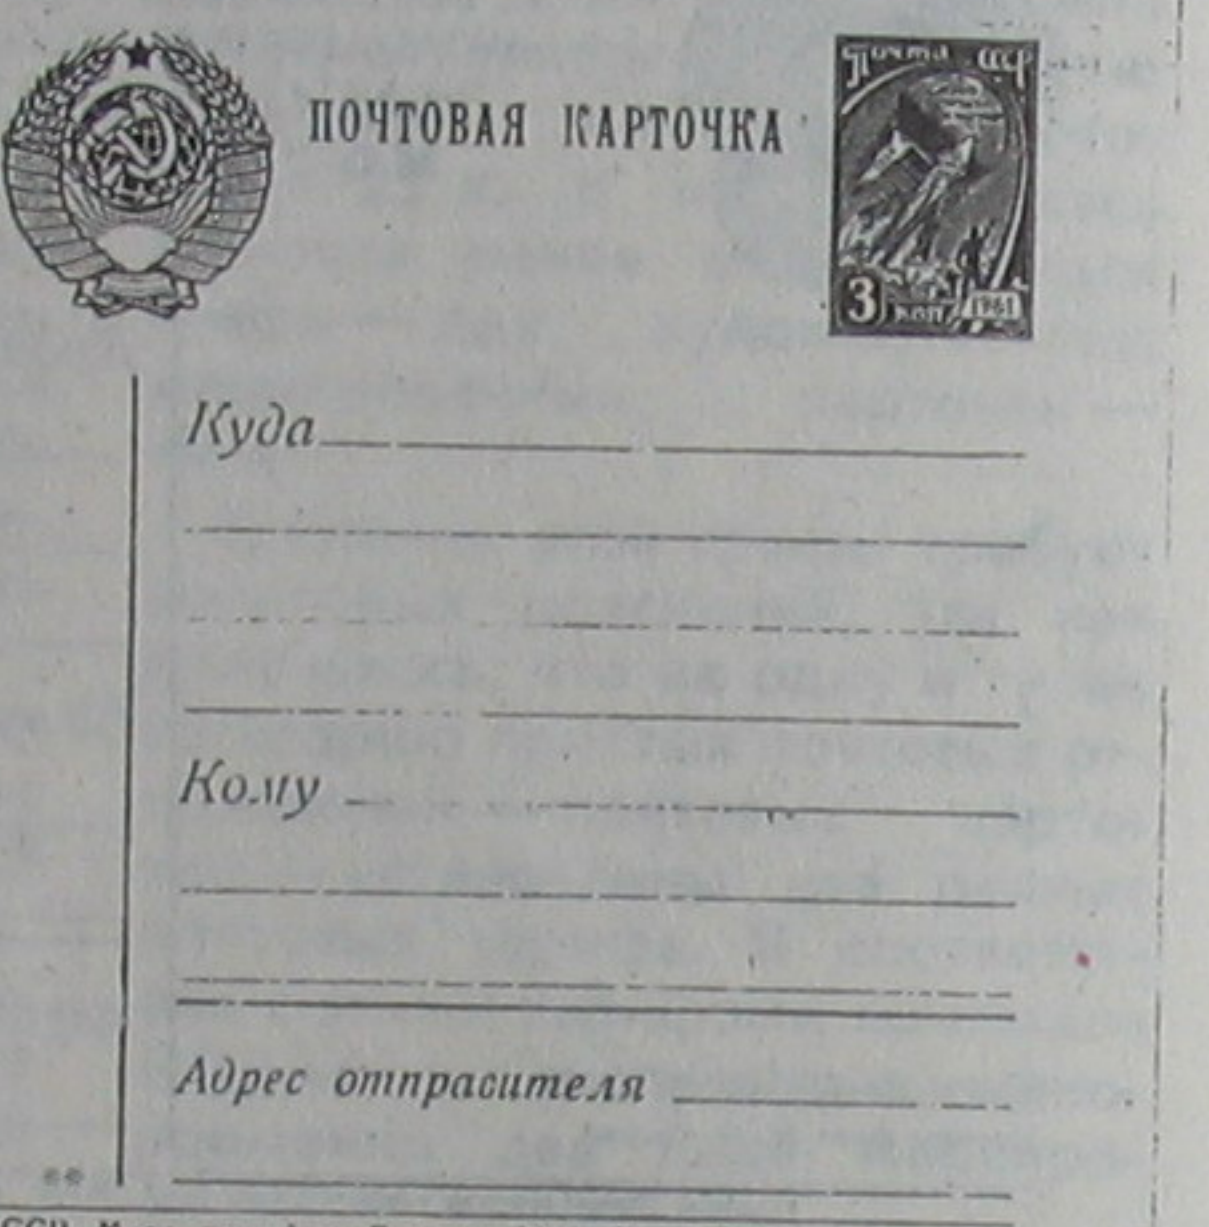 ПОЧТОВАЯ КАРТОЧКА
Почта СССР
3 коп 1961
Куда
Кому
Адрес отправителя
**